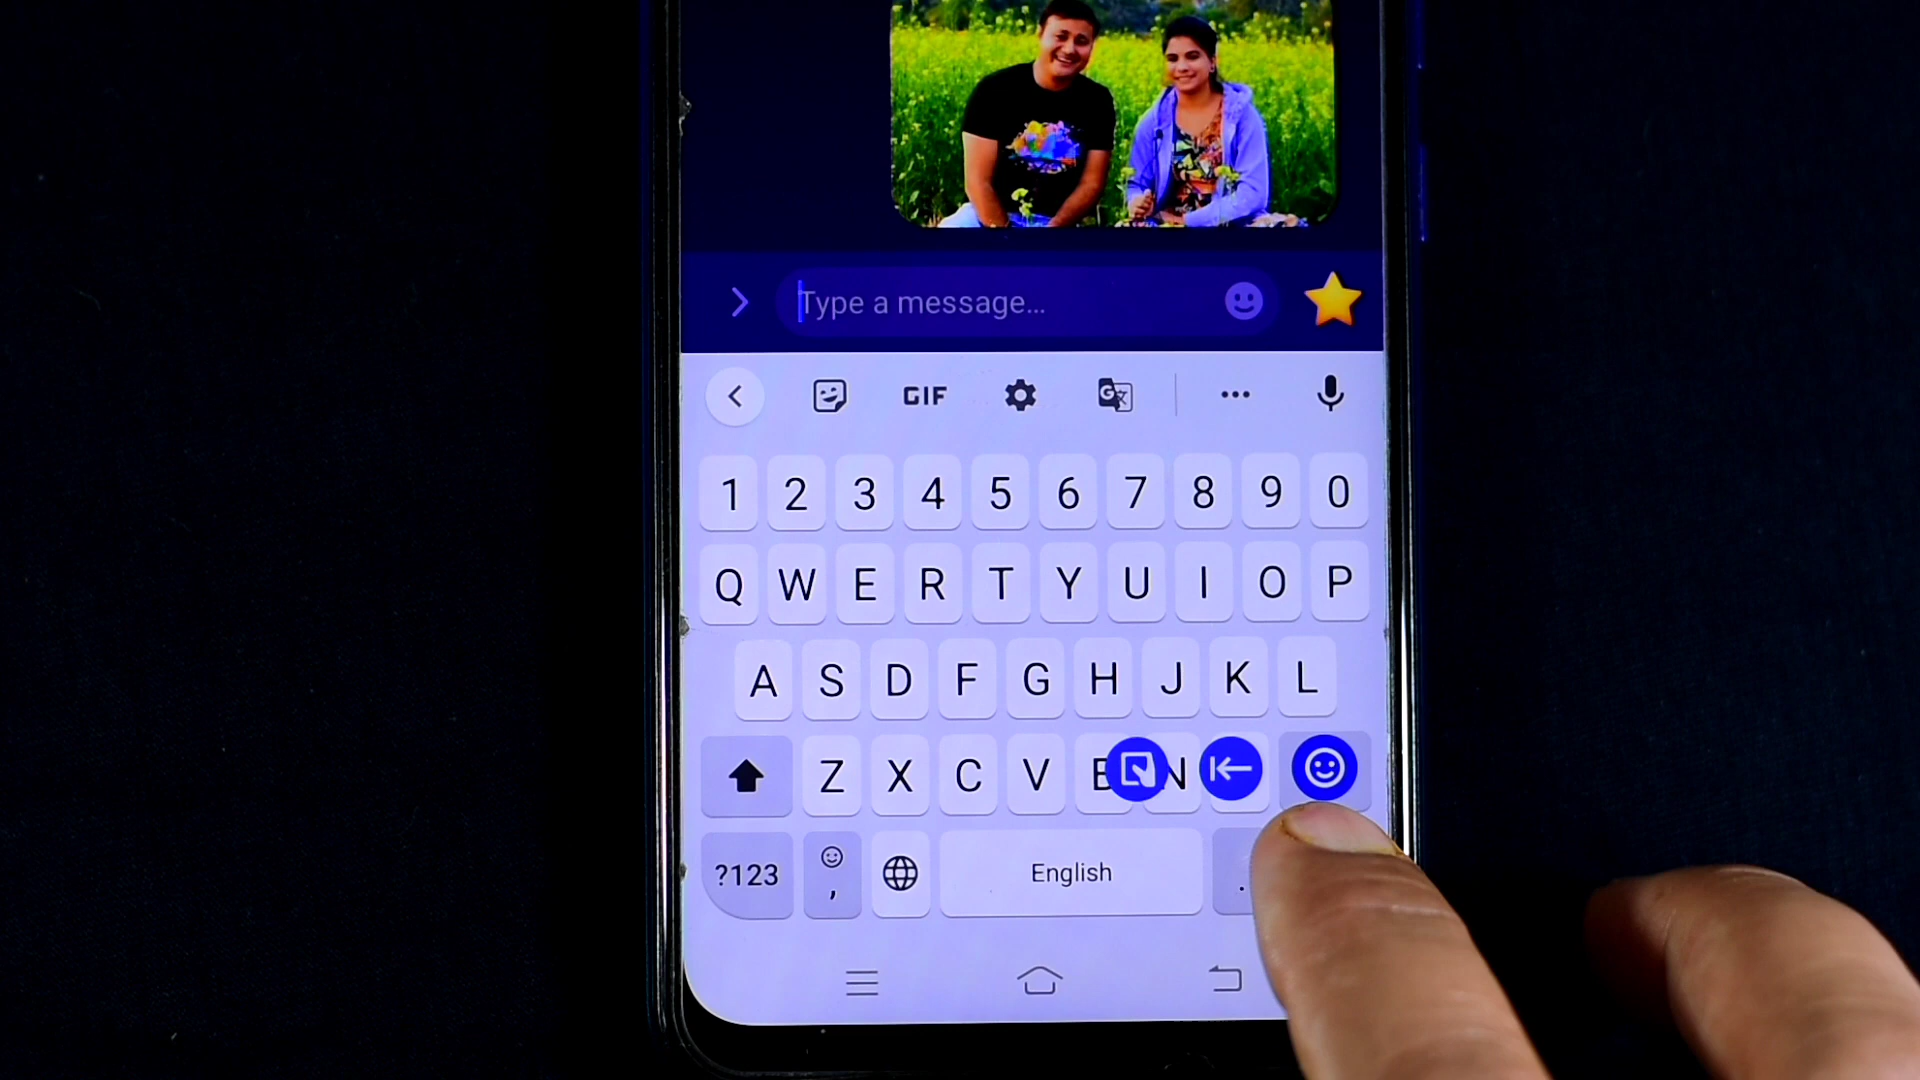 Type a message...
GIF
G
1 2 3 4 5 6 7 8 9 0
Q W E R T Y U I O P
A S D F G H J K L
Z X C V B N
?123 , English .